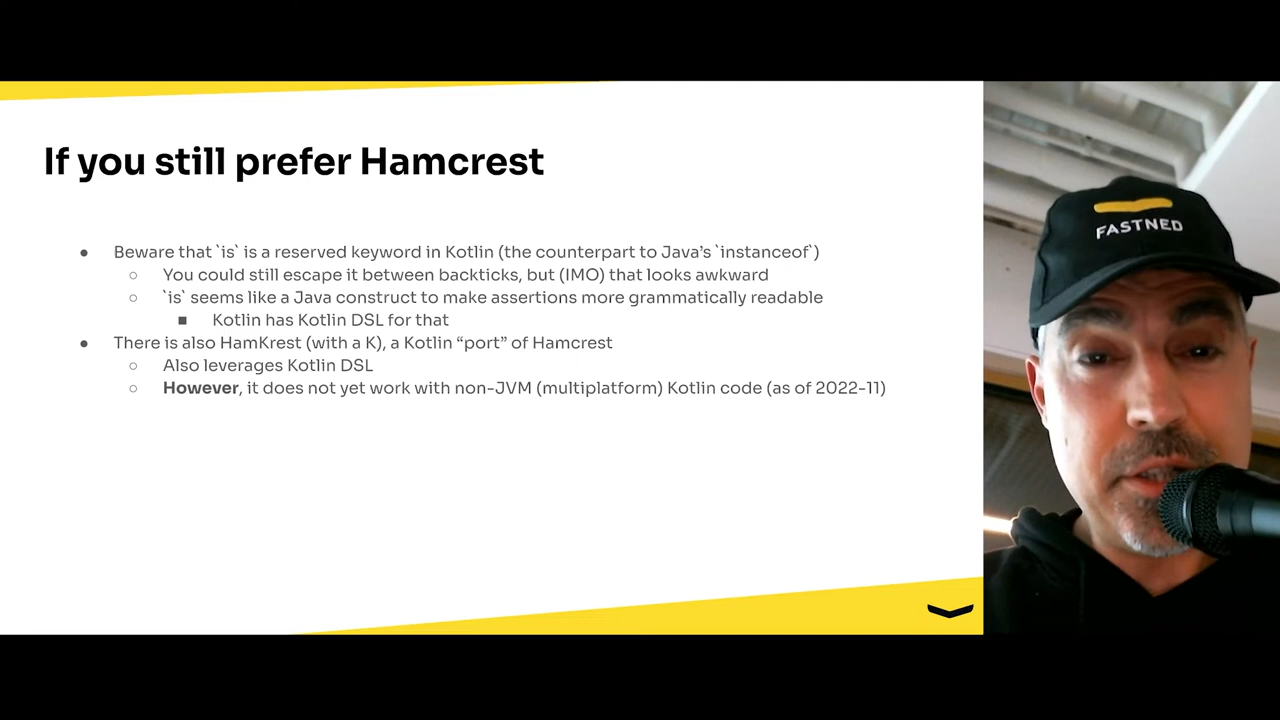 If you still prefer Hamcrest
● Beware that `is` is a reserved keyword in Kotlin (the counterpart to Java’s `instanceof`)
○ You could still escape it between backticks, but (IMO) that looks awkward
○ `is` seems like a Java construct to make assertions more grammatically readable
■ Kotlin has Kotlin DSL for that
● There is also HamKrest (with a K), a Kotlin “port” of Hamcrest
○ Also leverages Kotlin DSL
○ However, it does not yet work with non-JVM (multiplatform) Kotlin code (as of 2022-11)
FASTNED